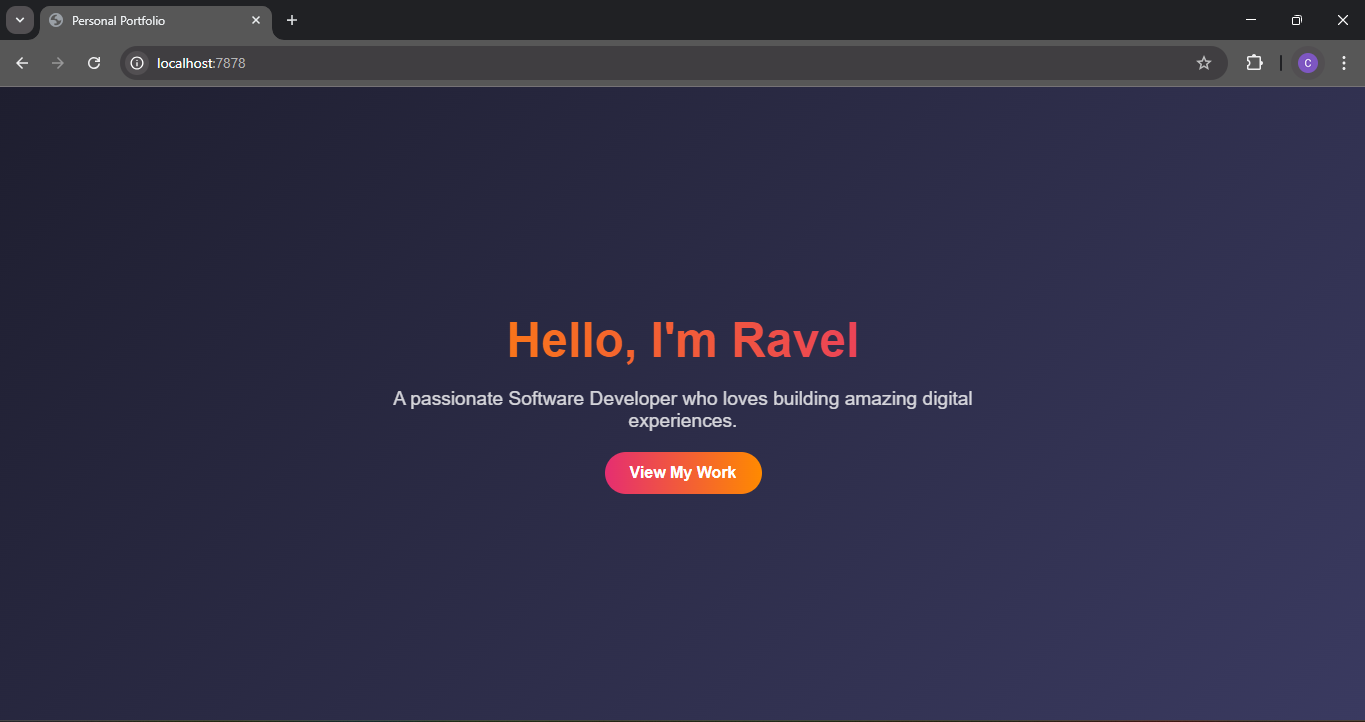 Personal Portfolio
localhost:7878
C
Hello, I'm Ravel
A passionate Software Developer who loves building amazing digital
experiences.
View My Work